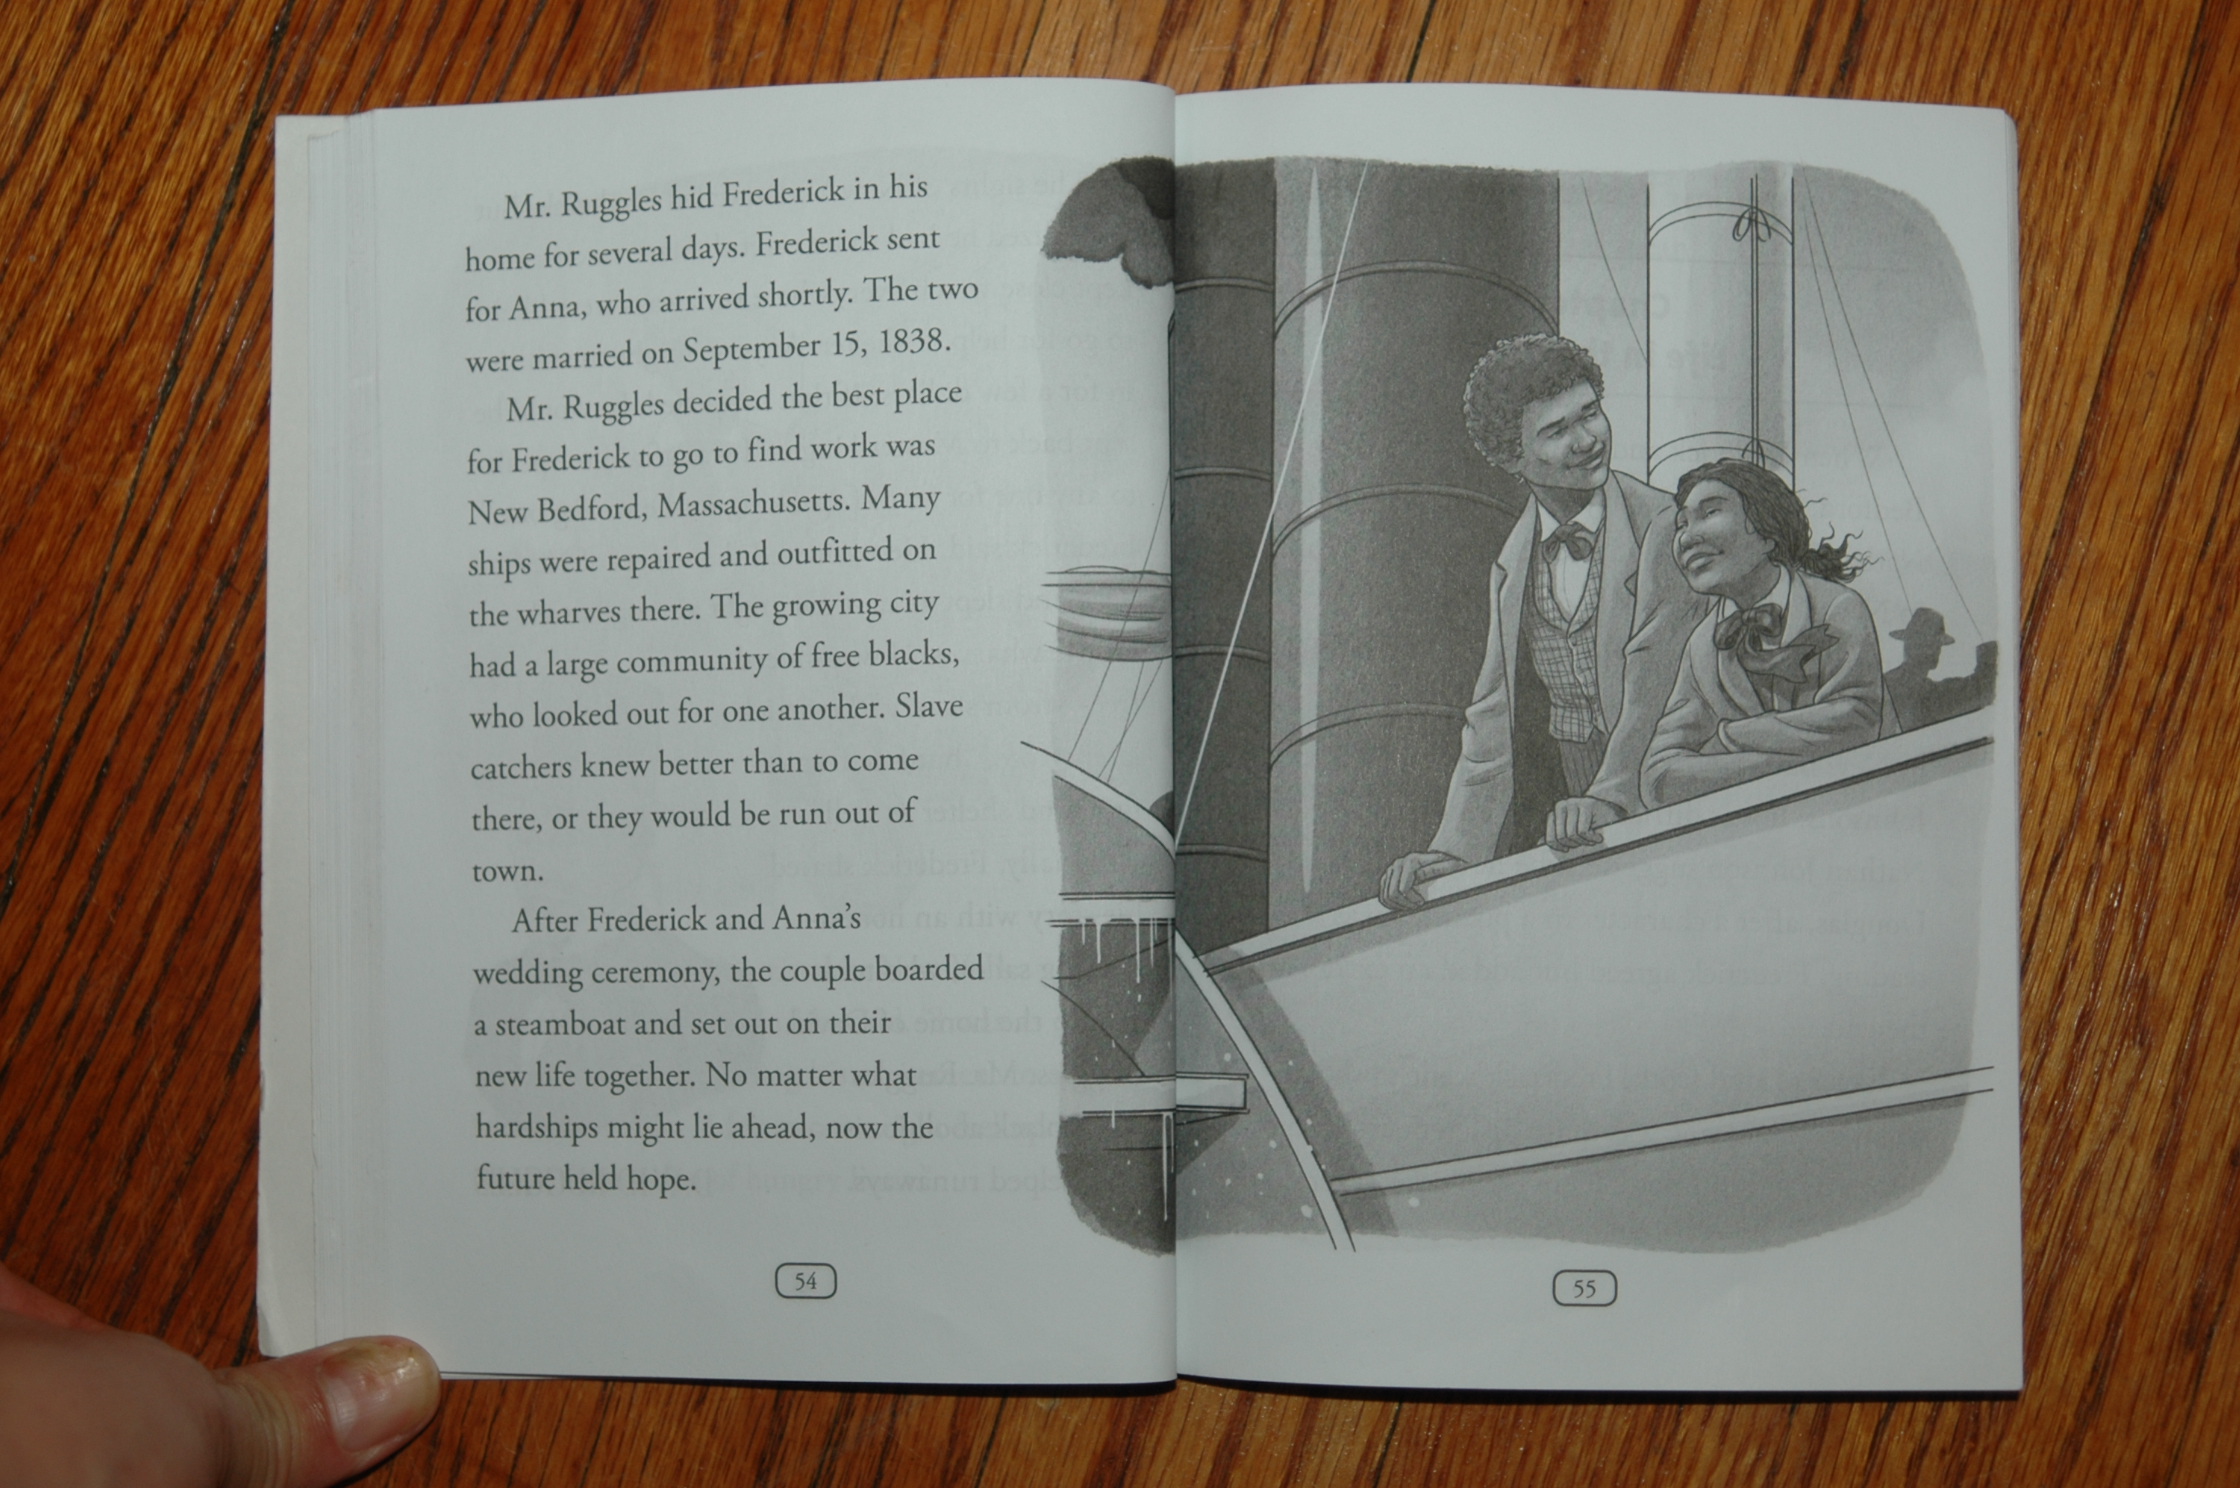 Mr. Ruggles hid Frederick in his
home for several days. Frederick sent
for Anna, who arrived shortly. The two
were married on September 15, 1838.
Mr. Ruggles decided the best place
for Frederick to go to find work was
New Bedford, Massachusetts. Many
ships were repaired and outfitted on
the wharves there. The growing city
had a large community of free blacks,
who looked out for one another. Slave
catchers knew better than to come
there, or they would be run out of
town.
After Frederick and Anna’s
wedding ceremony, the couple boarded
a steamboat and set out on their
new life together. No matter what
hardships might lie ahead, now the
future held hope.
54
55